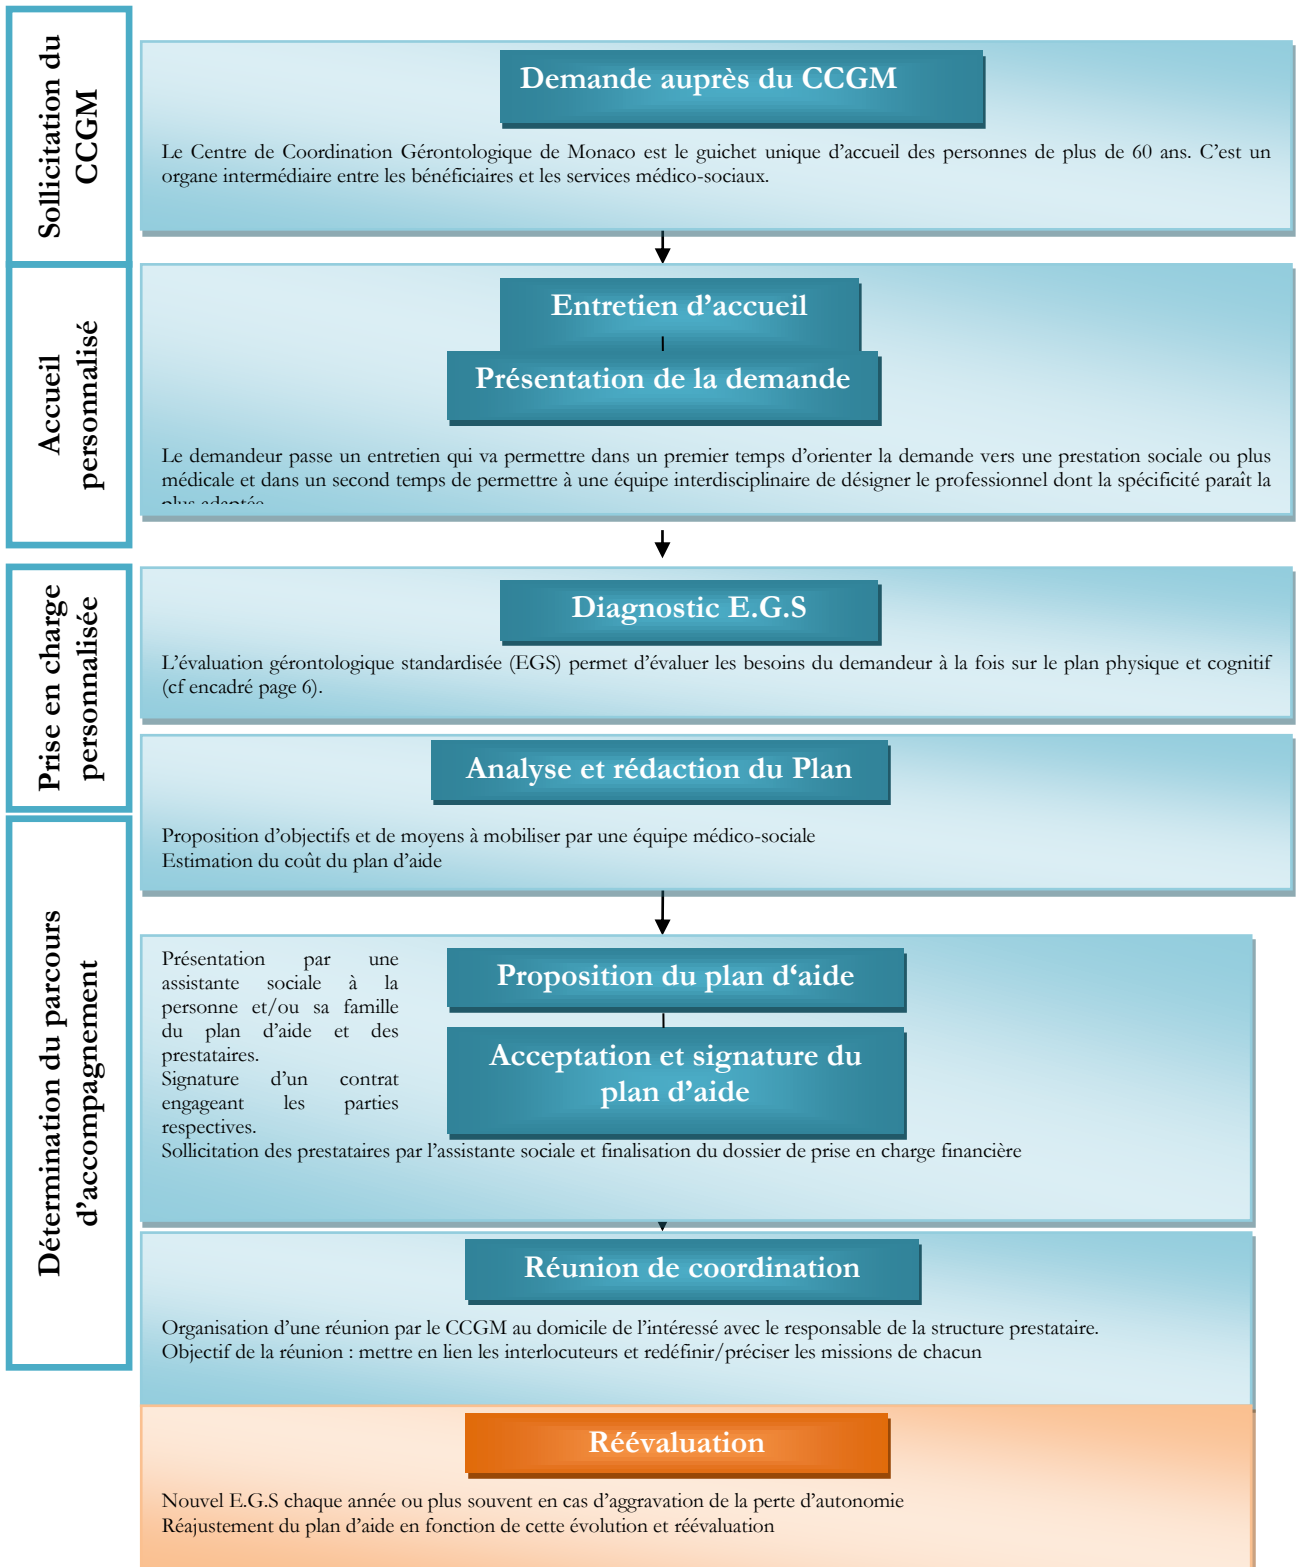 Sollicitation du
CCGM
Demande auprès du CCGM
Le Centre de Coordination Gérontologique de Monaco est le guichet unique d'accueil des personnes de plus de 60 ans. C'est un
organe intermédiaire entre les bénéficiaires et les services médico-sociaux.
Accueil
personnalisé
Entretien d'accueil
Présentation de la demande
Le demandeur passe un entretien qui va permettre dans un premier temps d'orienter la demande vers une prestation sociale ou plus
médicale et dans un second temps de permettre à une équipe interdisciplinaire de désigner le professionnel dont la spécificité paraît la
plus adaptée
Prise en charge
personnalisée
Diagnostic E.G.S
L'évaluation gérontologique standardisée (EGS) permet d'évaluer les besoins du demandeur à la fois sur le plan physique et cognitif
(cf encadré page 6).
Analyse et rédaction du Plan
Proposition d'objectifs et de moyens à mobiliser par une équipe médico-sociale
Estimation du coût du plan d'aide
Détermination du parcours
d'accompagnement
Présentation par une
assistante sociale à la
personne et/ou sa famille
du plan d'aide et des
prestataires.
Signature d'un contrat
engageant les parties
respectives.
Proposition du plan d‘aide
Acceptation et signature du
plan d'aide
Sollicitation des prestataires par l'assistante sociale et finalisation du dossier de prise en charge financière
Réunion de coordination
Organisation d'une réunion par le CCGM au domicile de l'intéressé avec le responsable de la structure prestataire.
Objectif de la réunion : mettre en lien les interlocuteurs et redéfinir/préciser les missions de chacun
Réévaluation
Nouvel E.G.S chaque année ou plus souvent en cas d'aggravation de la perte d'autonomie
Réajustement du plan d'aide en fonction de cette évolution et réévaluation